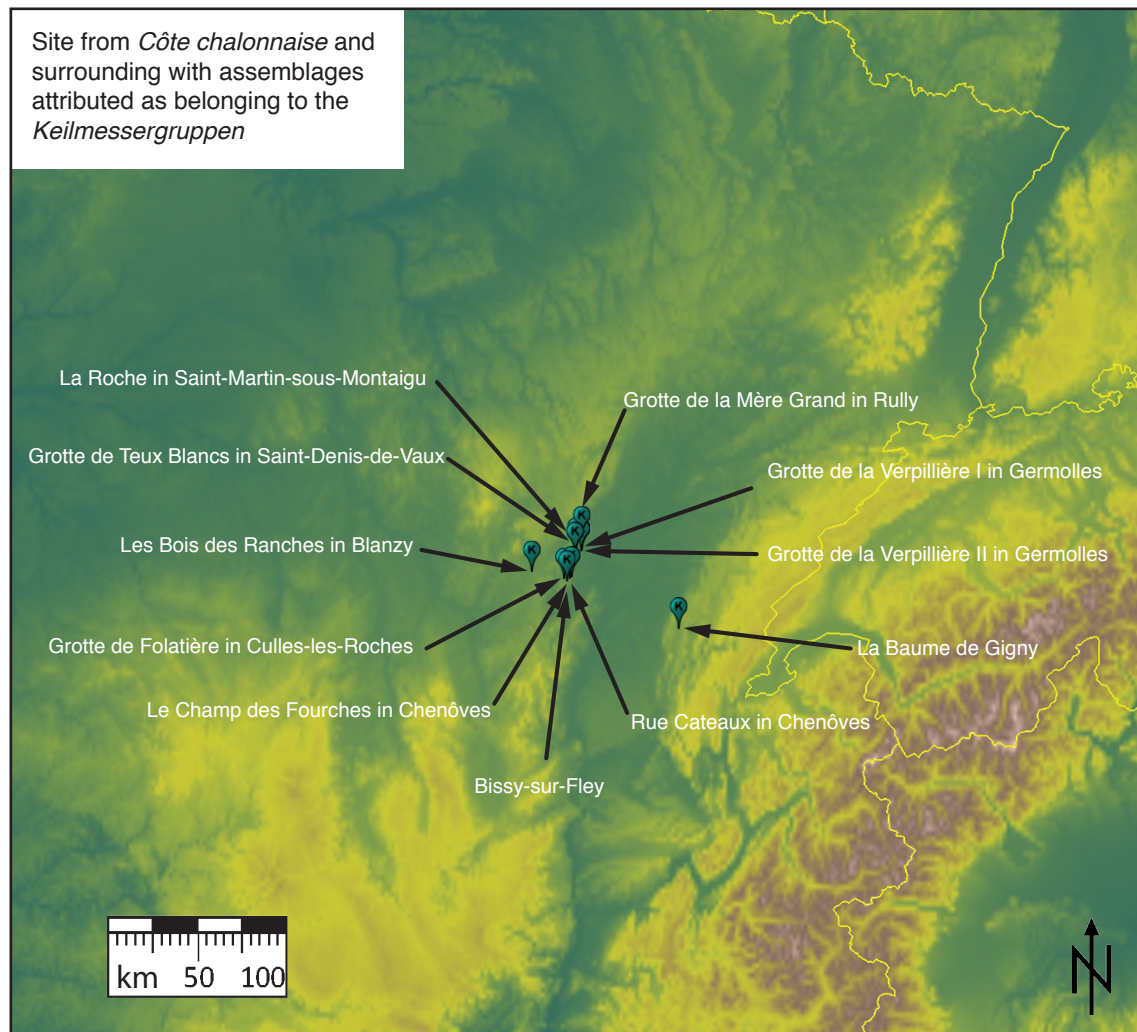 Site from Côte chalonnaise and
surrounding with assemblages
attributed as belonging to the
Keilmessergruppen
La Roche in Saint-Martin-sous-Montaigu
Grotte de la Mère Grand in Rully
Grotte de Teux Blancs in Saint-Denis-de-Vaux
Grotte de la Verpillière I in Germolles
K
K
Les Bois des Ranches in Blanzy
K
Grotte de la Verpillière II in Germolles
K
K
Grotte de Folatière in Culles-les-Roches
La Baume de Gigny
Le Champ des Fourches in Chenôves
Rue Cateaux in Chenôves
Bissy-sur-Fley
km 50 100
N